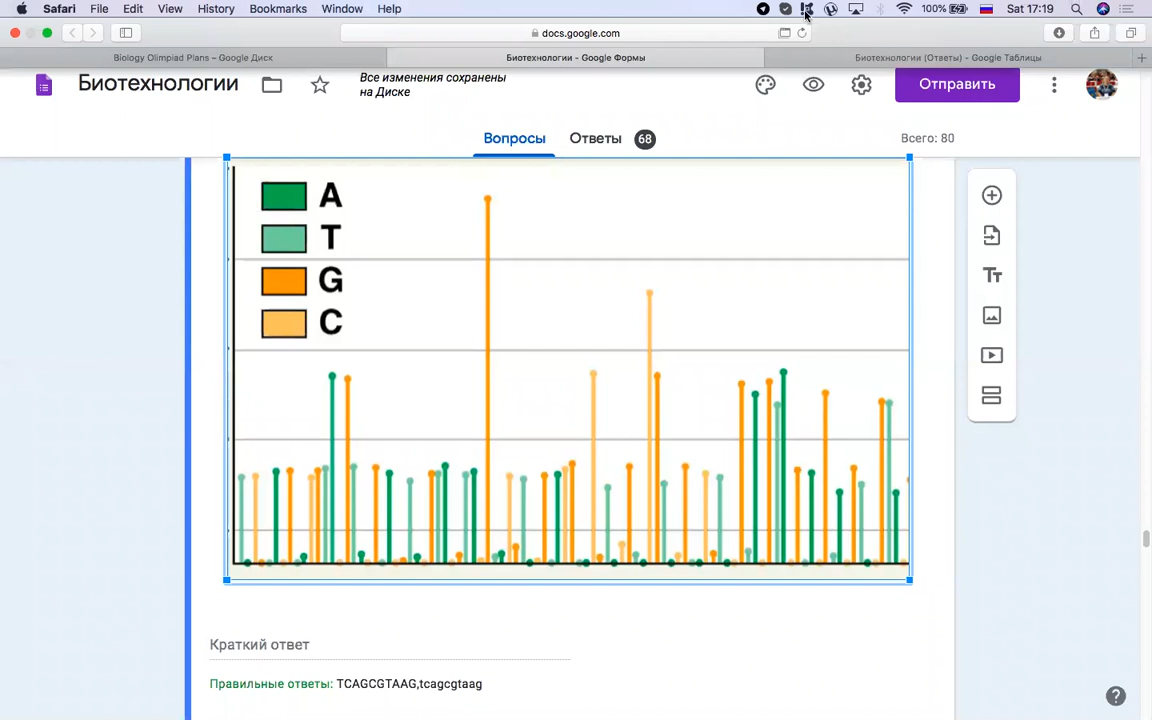 Safari File Edit View History Bookmarks Window Help 100% Sat 17:19
docs.google.com
Biology Olimpiad Plans – Google Диск
Биотехнологии - Google Формы
Биотехнологии (Ответы) - Google Таблицы
Биотехнологии
Все изменения сохранены
на Диске
Отправить
Вопросы Ответы 68
Всего: 80
A
T
G
C
Tт
Краткий ответ
Правильные ответы: TCAGCGTAAG,tcagcgtaag